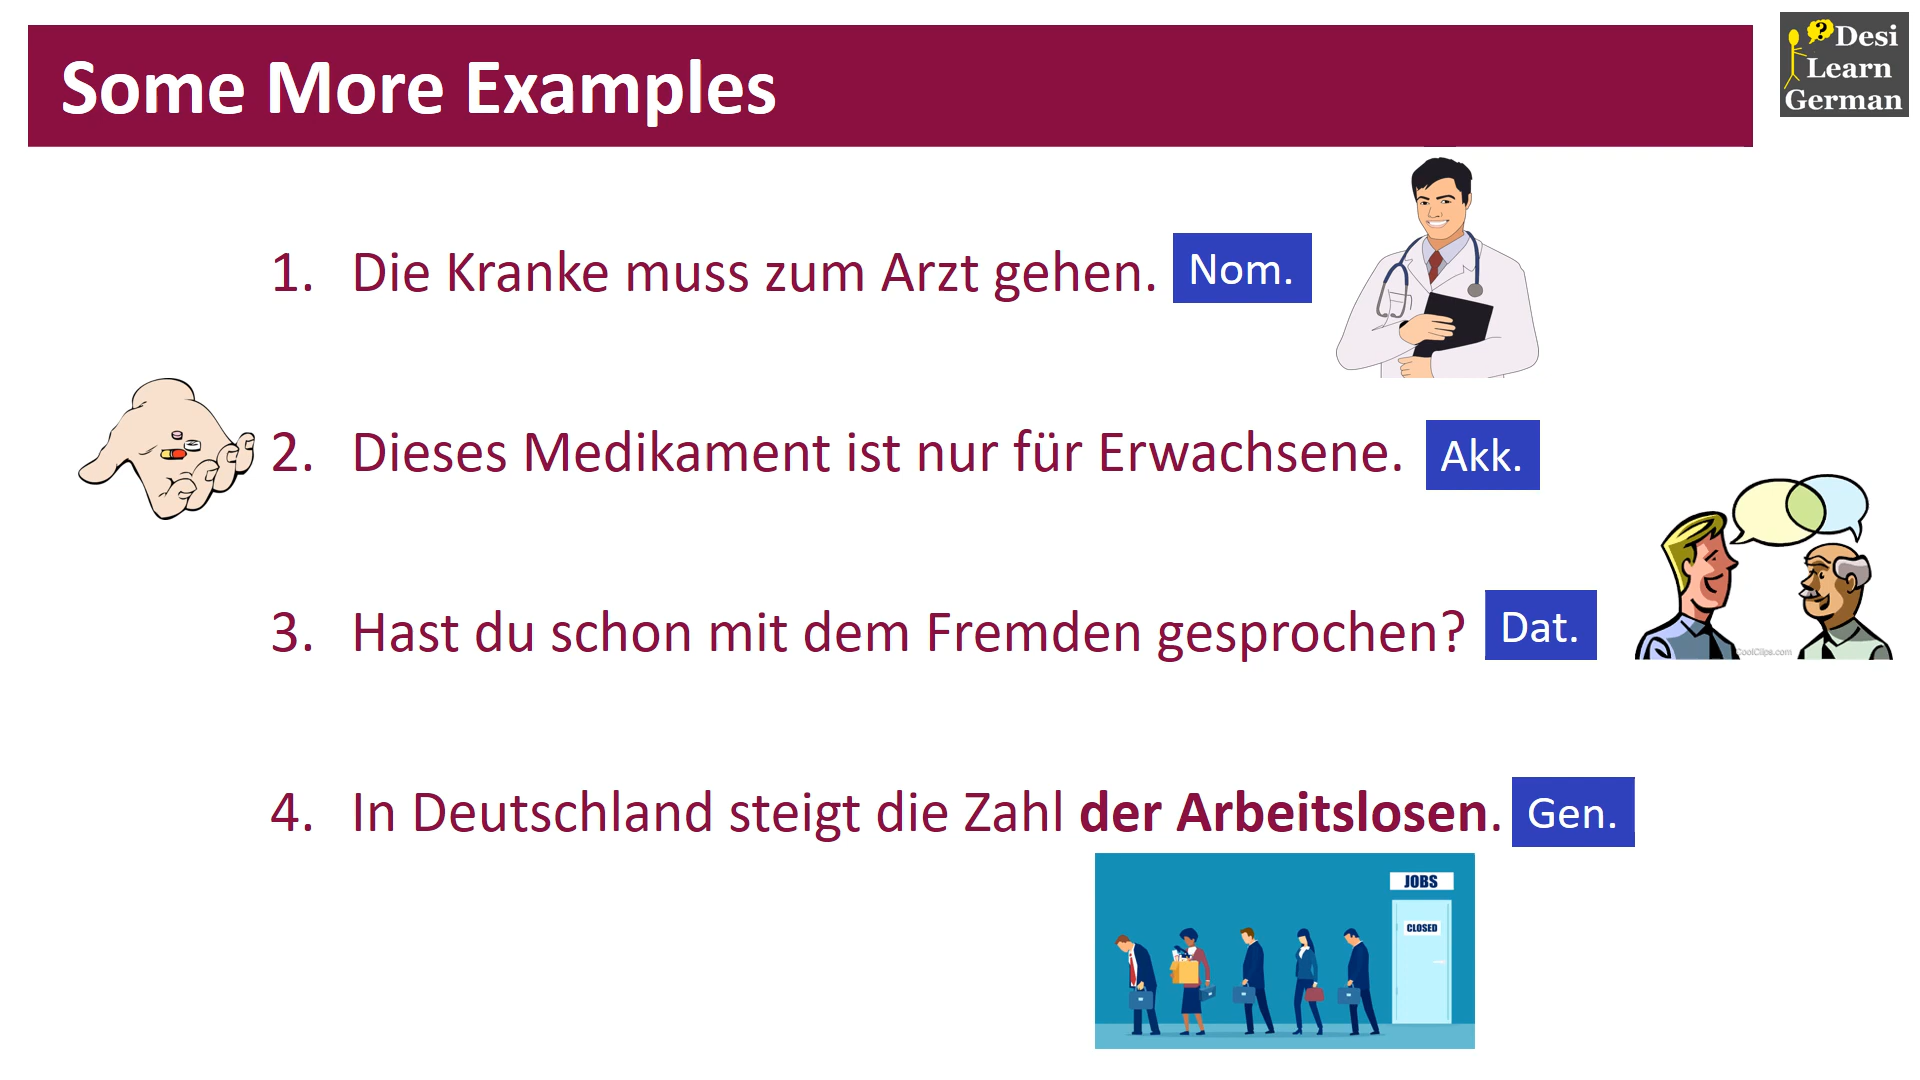 Some More Examples
? Desi
Learn
German
1. Die Kranke muss zum Arzt gehen. Nom.
2. Dieses Medikament ist nur für Erwachsene. Akk.
3. Hast du schon mit dem Fremden gesprochen? Dat.
CoolClips.com
4. In Deutschland steigt die Zahl der Arbeitslosen. Gen.
JOBS
CLOSED